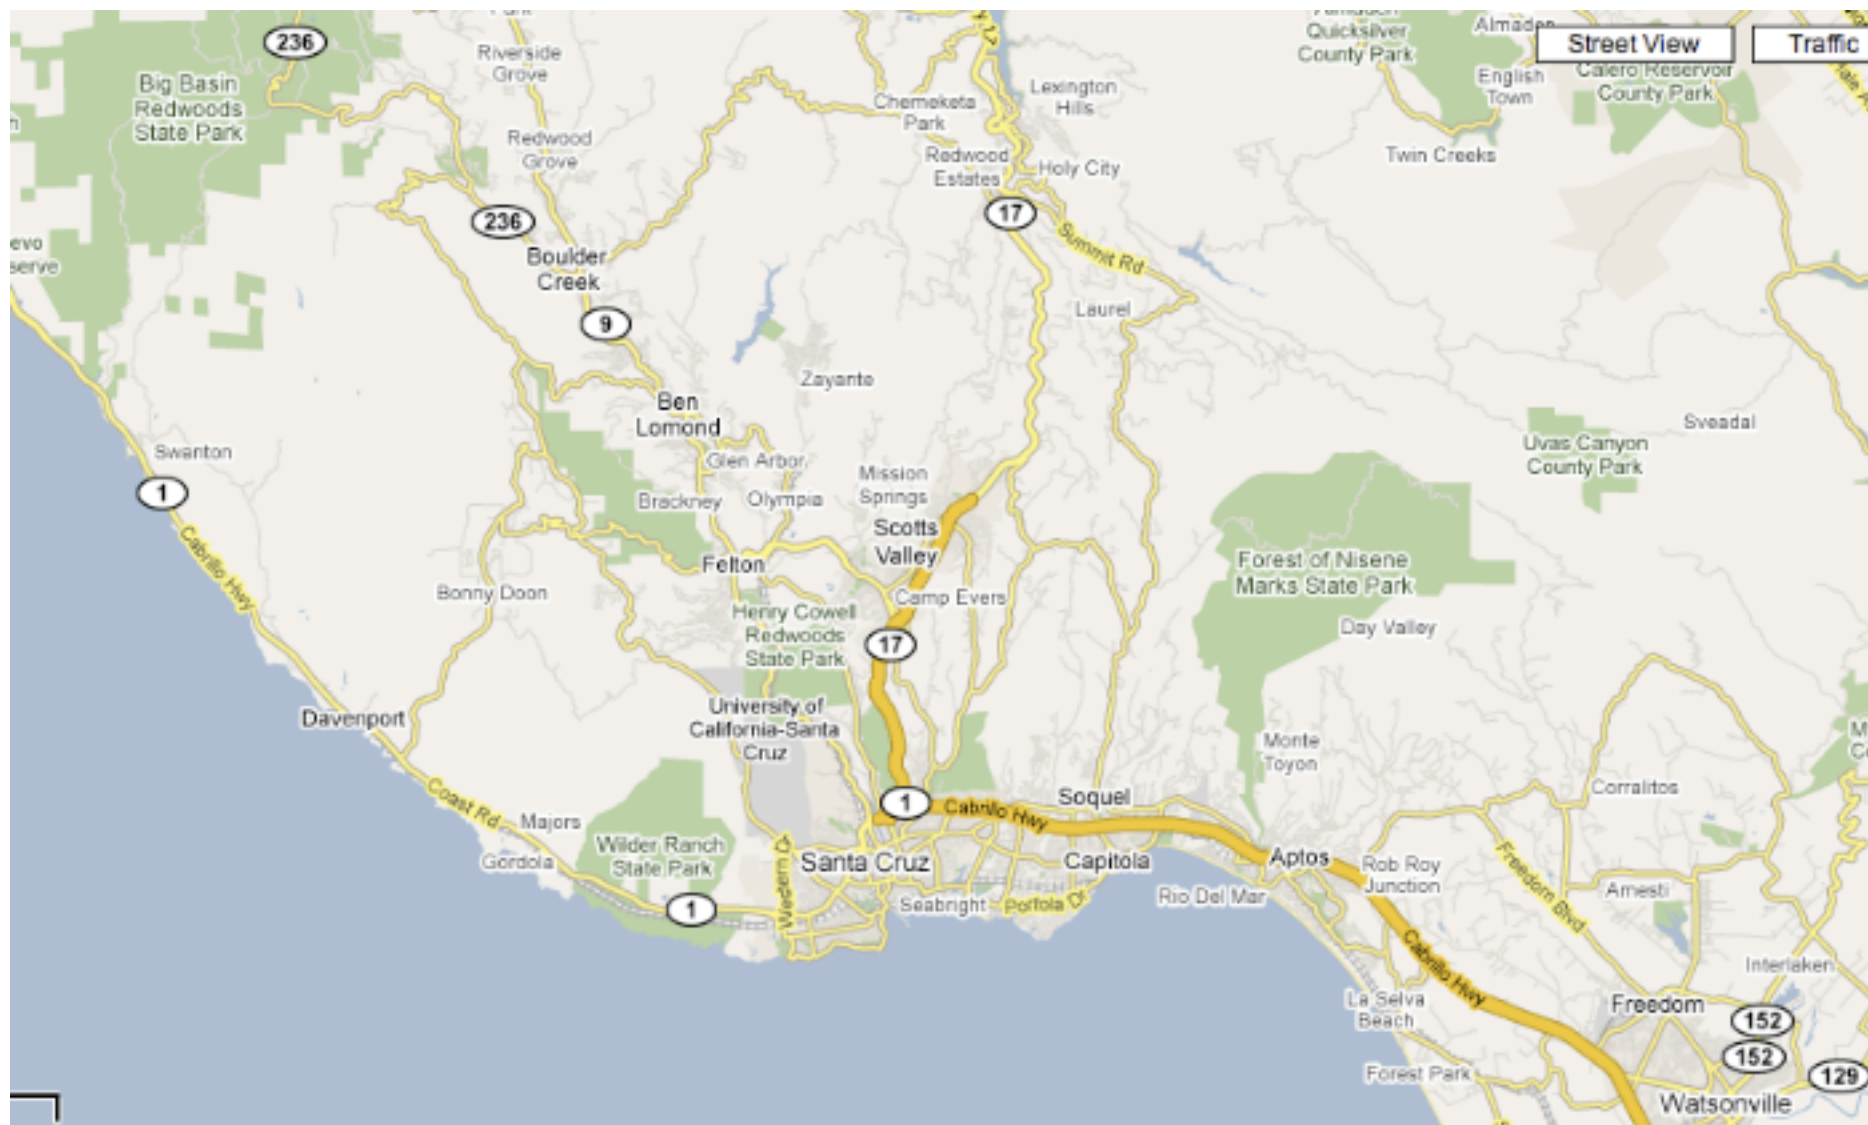 236
Riverside
Grove
Big Basin
Redwoods
State Park
Redwood
Grove
236
Boulder
Creek
9
Chemeketa
Park
Lexington
Hills
Redwood
Estates
Holy City
17
Summit Rd
Laurel
Quicksilver
County Park
Almaden
English
Town
Street View
Traffic
Calero Reservoir
County Park
Twin Creeks
Zayante
Ben
Lomond
Glen Arbor
Brackney
Olympia
Mission
Springs
Scotts
Valley
Felton
Camp Evers
Swanton
1
Cabrillo Hwy
Bonny Doon
Henry Cowell
Redwoods
State Park
17
University of
California-Santa
Cruz
Davenport
Coast Rd
Majors
Gordola
Wilder Ranch
State Park
1
Western Dr
Santa Cruz
1
Cabrillo Hwy
Soquel
Capitola
Seabright
Portola Dr
Sveadal
Uvas Canyon
County Park
Forest of Nisene
Marks State Park
Day Valley
Monte
Toyon
Corralitos
Aptos
Rob Roy
Junction
Rio Del Mar
Freedom Blvd
Amesti
Cabrillo Hwy
Interlaken
La Selva
Beach
Freedom
152
152
129
Forest Park
Watsonville